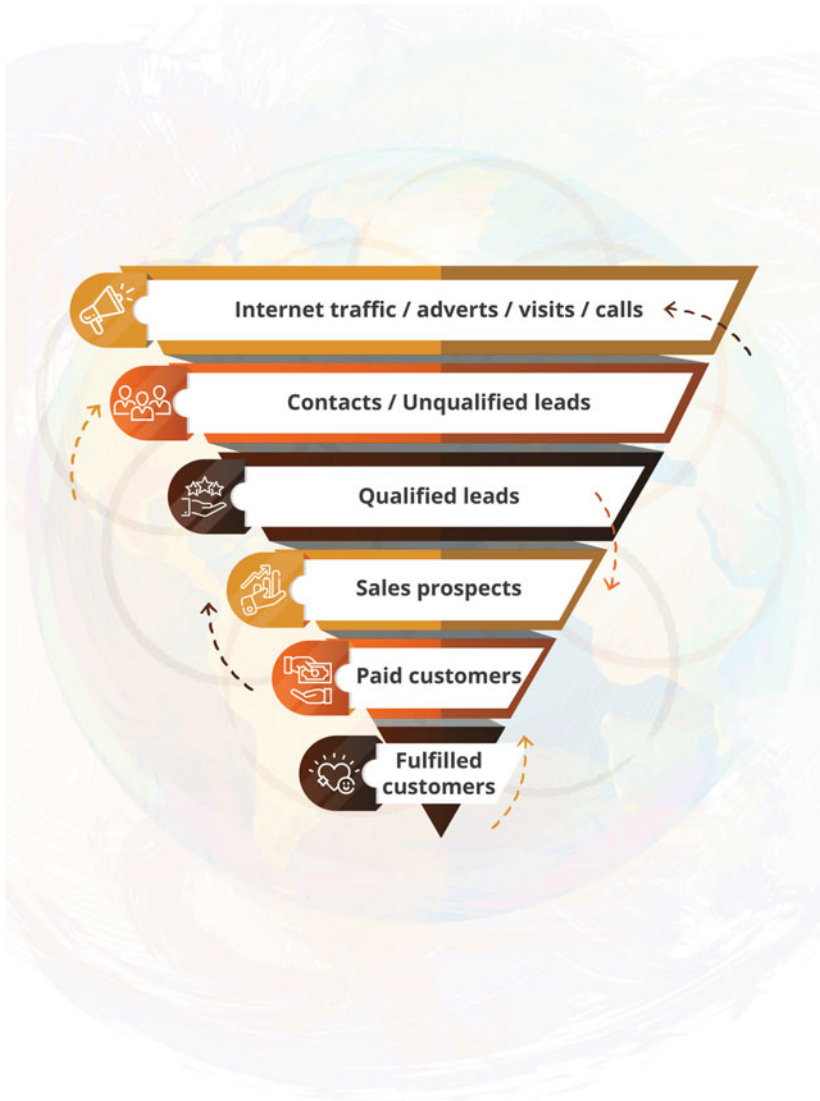 Internet traffic / adverts / visits / calls
Contacts / Unqualified leads
Qualified leads
Sales prospects
Paid customers
Fulfilled
customers